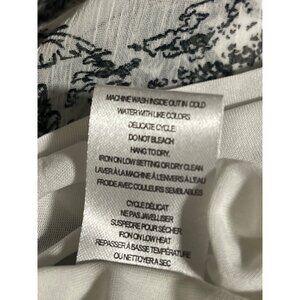 MACHINE WASH INSIDE OUT IN COLD
WATER WITH LIKE COLORS
DELICATE CYCLE
DO NOT BLEACH
HANG TO DRY
IRON ON LOW SETTING OR DRY CLEAN
LAVER À LA MACHINE À L'ENVERS À L'EAU
FROIDE AVEC COULEURS SEMBLABLES
CYCLE DÉLICAT
NE PAS JAVELLISER
SUSPEDRE POUR SÉCHER
IRON ON LOW HEAT
REPASSER À BASSE TEMPÉRATURE
OU NETTOYER A SEC